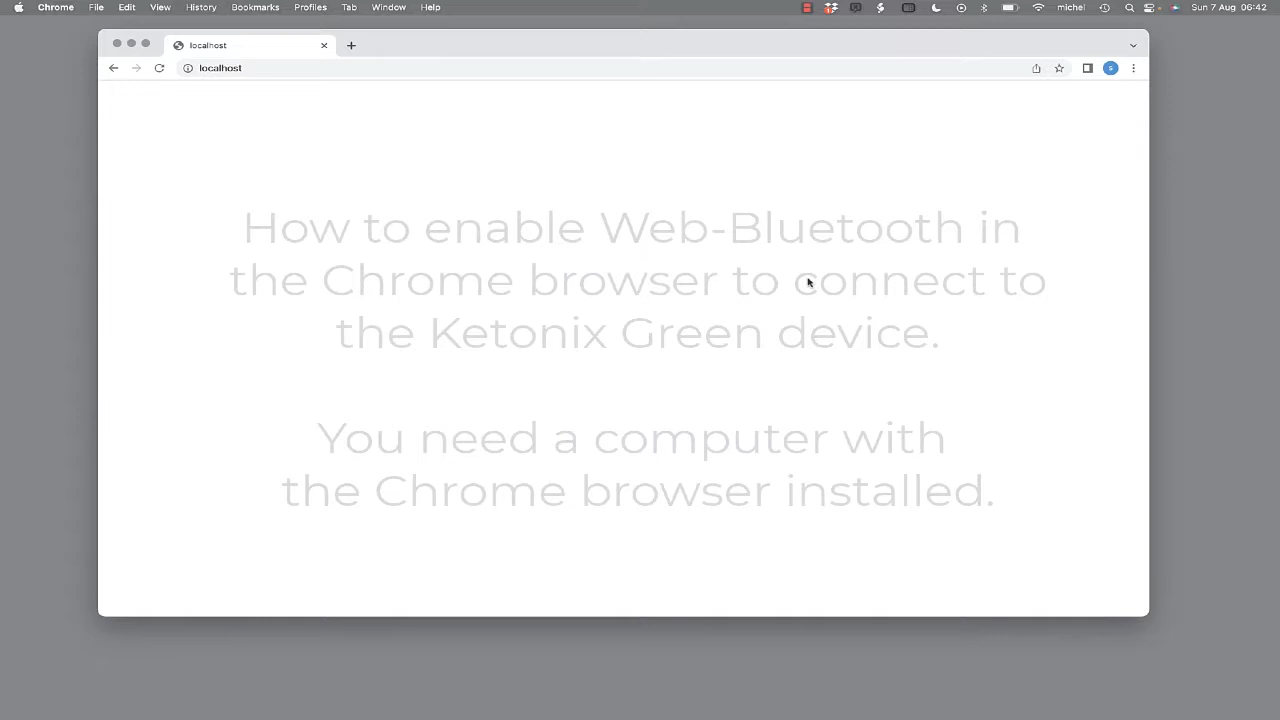 Chrome File Edit View History Bookmarks Profiles Tab Window Help michel Sun 7 Aug 06:42
localhost
localhost
S
How to enable Web-Bluetooth in
the Chrome browser to connect to
the Ketonix Green device.
You need a computer with
the Chrome browser installed.